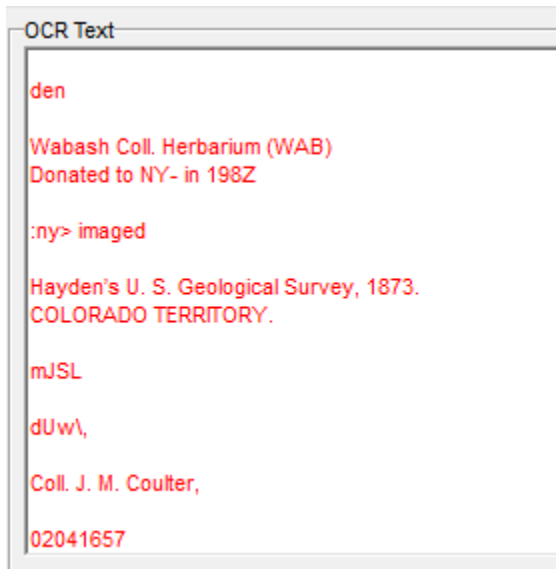 OCR Text
den
Wabash Coll. Herbarium (WAB)
Donated to NY- in 198Z
:ny> imaged
Hayden's U. S. Geological Survey, 1873.
COLORADO TERRITORY.
mJSL
dUw\,
Coll. J. M. Coulter,
02041657